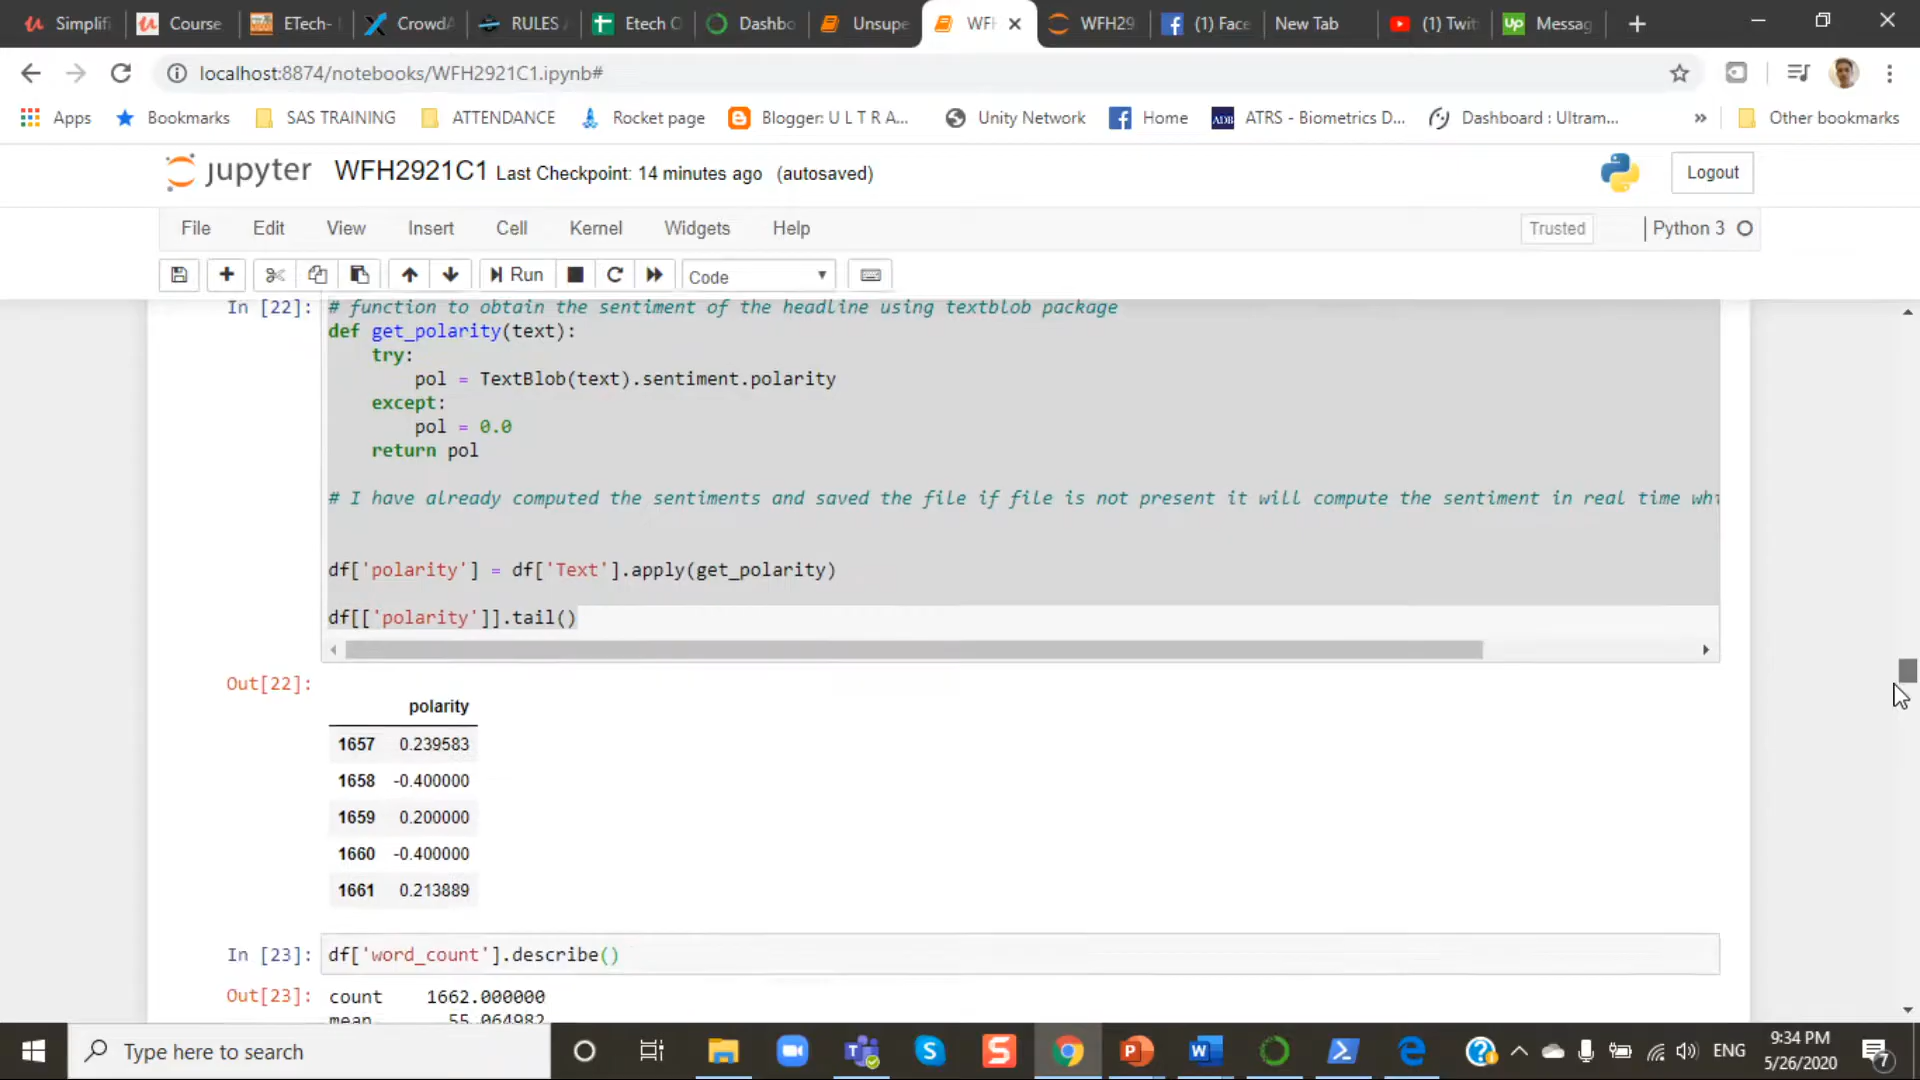 Simplifi
Course
ETech-
CrowdA
RULES
Etech C
Dashbo
Unsupe
WFH
WFH29
(1) Face
New Tab
(1) Twit
Up Messag
localhost:8874/notebooks/WFH2921C1.ipynb#
Apps Bookmarks SAS TRAINING ATTENDANCE Rocket page Blogger: U L T R A... Unity Network Home ADB ATRS - Biometrics D... Dashboard : Ultram... » Other bookmarks
jupyter WFH2921C1 Last Checkpoint: 14 minutes ago (autosaved) Logout
File Edit View Insert Cell Kernel Widgets Help Trusted Python 3
Run Code
In [22]: # function to obtain the sentiment of the headline using textblob package
def get_polarity(text):
try:
pol = TextBlob(text).sentiment.polarity
except:
pol = 0.0
return pol
# I have already computed the sentiments and saved the file if file is not present it will compute the sentiment in real time whi
df['polarity'] = df['Text'].apply(get_polarity)
df[['polarity']].tail()
Out[22]:
polarity
1657 0.239583
1658 -0.400000
1659 0.200000
1660 -0.400000
1661 0.213889
In [23]: df['word_count'].describe()
Out[23]: count 1662.000000
mean 55.064982
Type here to search
ENG
9:34 PM
5/26/2020
7